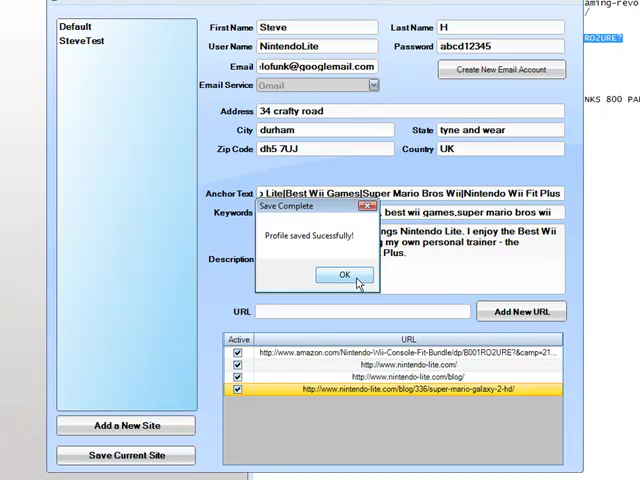 aming-revo
/
Default
SteveTest
First Name Steve Last Name H
User Name NintendoLite Password abcd12345
RO2URE?
Email lofunk@googlemail.com Create New Email Account
Email Service Gmail
NKS 800 PA
Address 34 crafty road
City durham State tyne and wear
Zip Code dh5 7UJ Country UK
Anchor Text Lite|Best Wii Games|Super Mario Bros Wii|Nintendo Wii Fit Plus
Save Complete
Keywords , best wii games,super mario bros wii
Profile saved Sucessfully!
ngs Nintendo Lite. I enjoy the Best Wii
ng my own personal trainer - the
Description Plus.
OK
URL Add New URL
Active URL
http://www.amazon.com/Nintendo-Wii-Console-Fit-Bundle/dp/B001RO2URE?&camp=21...
http://www.nintendo-lite.com/
http://www.nintendo-lite.com/blog/
http://www.nintendo-lite.com/blog/336/super-mario-galaxy-2-hd/
Add a New Site
Save Current Site